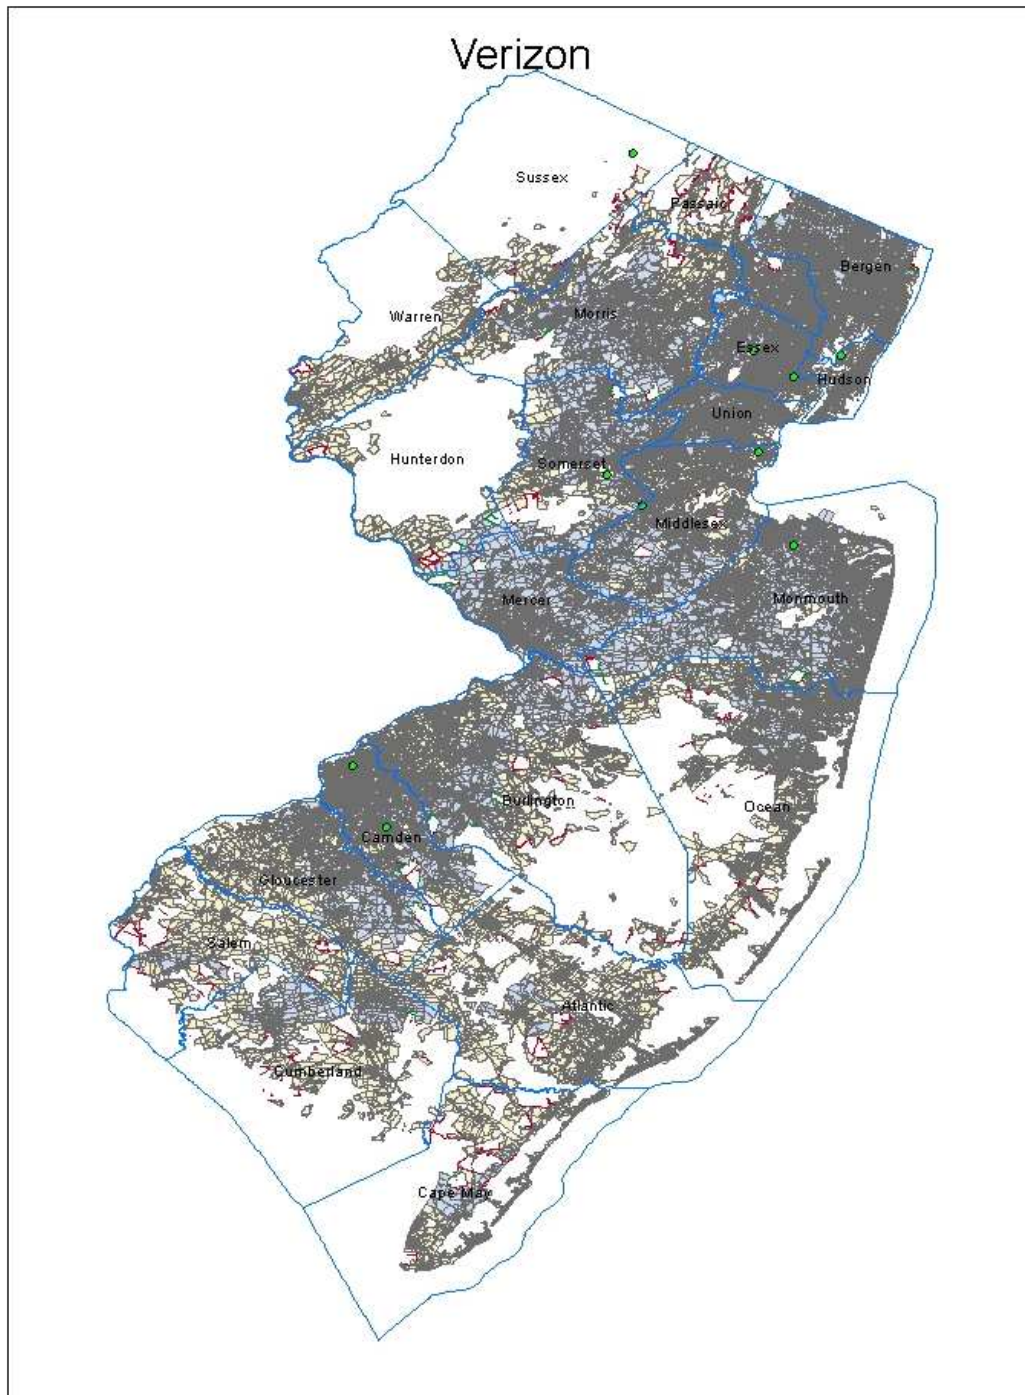 Verizon
Sussex
Passaic
Bergen
Warren
Morris
Essex
Hudson
Union
Hunterdon
Somerset
Middlesex
Mercer
Monmouth
Burlington
Ocean
Camden
Gloucester
Salem
Atlantic
Cumberland
Cape May